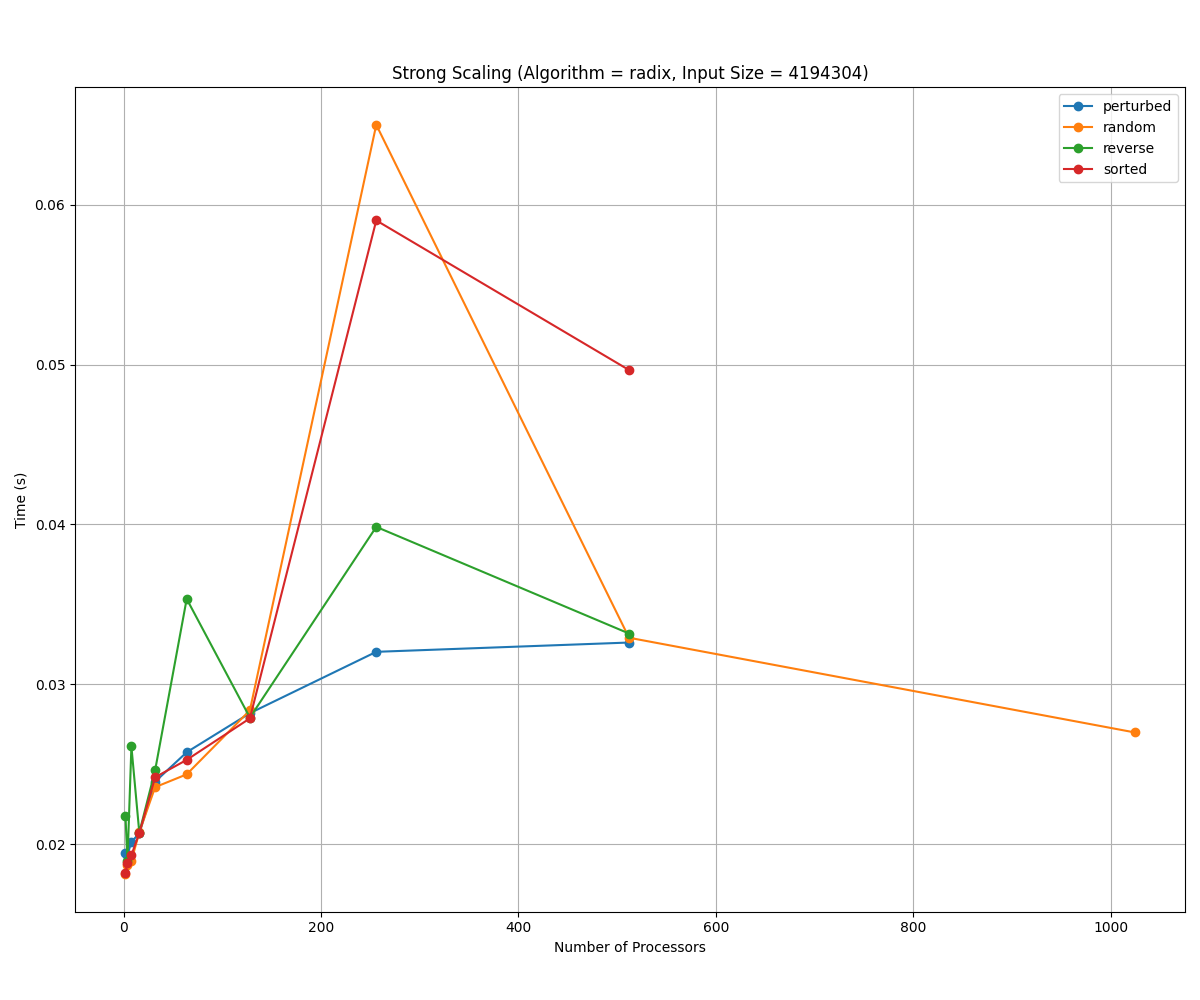 Strong Scaling (Algorithm = radix, Input Size = 4194304)
perturbed
random
reverse
sorted
Time (s)
0.06
0.05
0.04
0.03
0.02
0 200 400 600 800 1000
Number of Processors